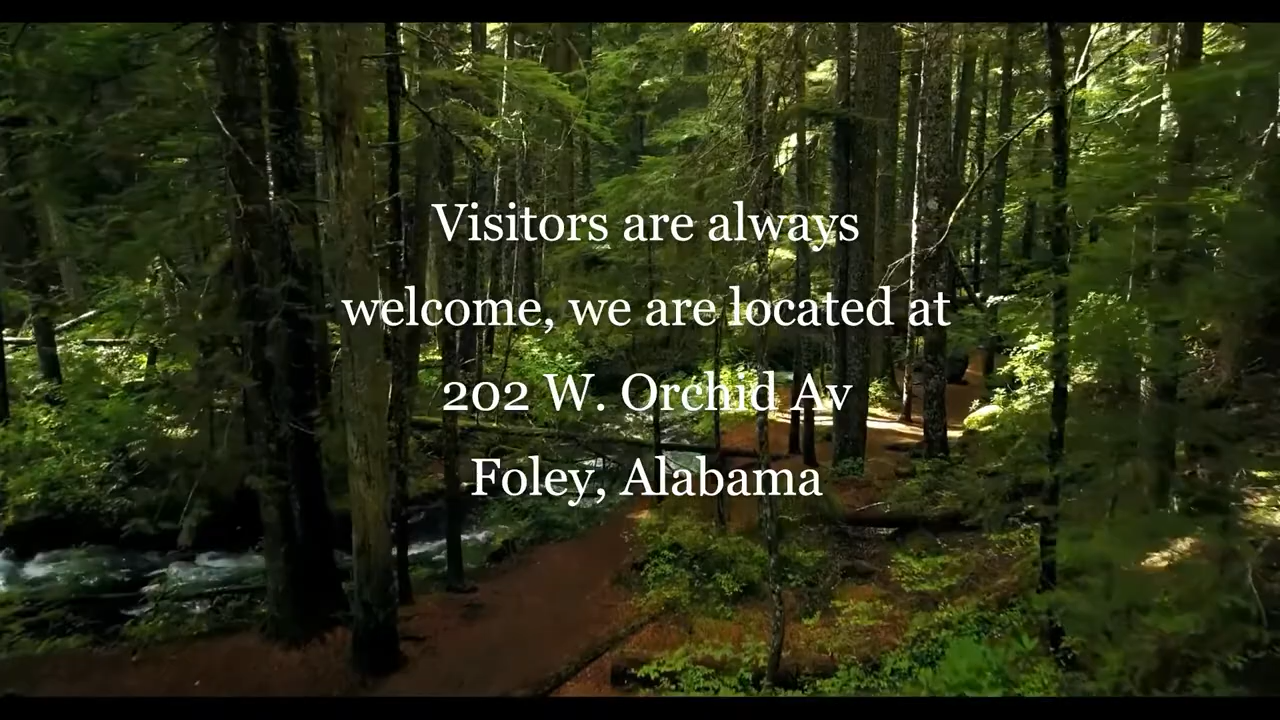 Visitors are always
welcome, we are located at
202 W. Orchid Av
Foley, Alabama